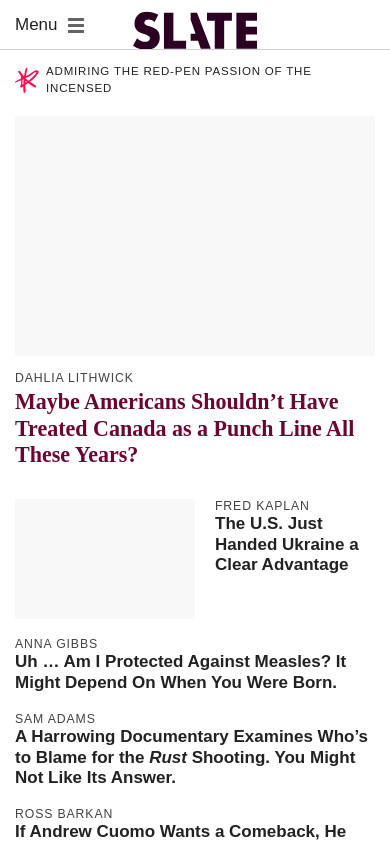 Menu
SLATE
ADMIRING THE RED-PEN PASSION OF THE
INCENSED
DAHLIA LITHWICK
Maybe Americans Shouldn’t Have
Treated Canada as a Punch Line All
These Years?
FRED KAPLAN
The U.S. Just
Handed Ukraine a
Clear Advantage
ANNA GIBBS
Uh … Am I Protected Against Measles? It
Might Depend On When You Were Born.
SAM ADAMS
A Harrowing Documentary Examines Who’s
to Blame for the Rust Shooting. You Might
Not Like Its Answer.
ROSS BARKAN
If Andrew Cuomo Wants a Comeback, He